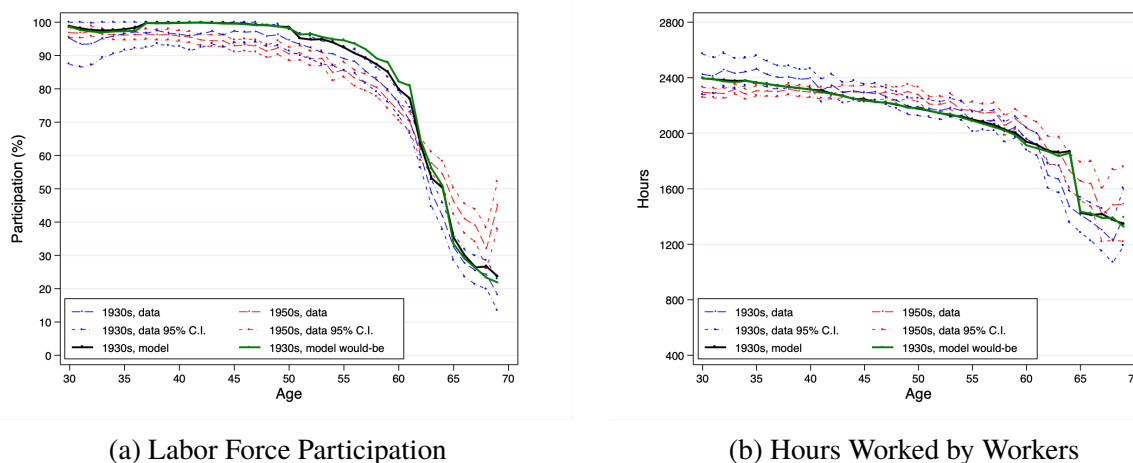 100
90
80
70
60
50
40
30
20
10
0
Participation (%)
1930s, data
1950s, data
1930s, data 95% C.I.
1950s, data 95% C.I.
1930s, model
1930s, model would-be
30 35 40 45 50 55 60 65 70
Age
(a) Labor Force Participation
2800
2400
2000
1600
1200
800
400
Hours
1930s, data
1950s, data
1930s, data 95% C.I.
1950s, data 95% C.I.
1930s, model
1930s, model would-be
30 35 40 45 50 55 60 65
Age
(b) Hours Worked by Workers